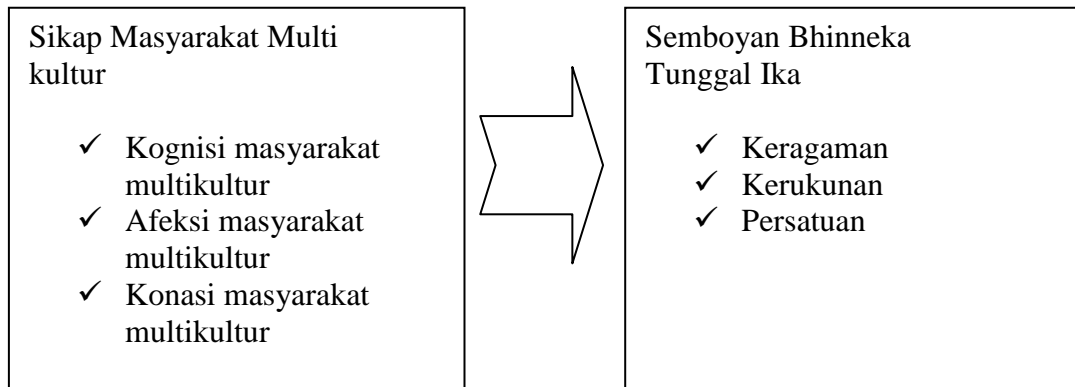 Sikap Masyarakat Multi
kultur
✓ Kognisi masyarakat
multikultur
✓ Afeksi masyarakat
multikultur
✓ Konasi masyarakat
multikultur
Semboyan Bhinneka
Tunggal Ika
✓ Keragaman
✓ Kerukunan
✓ Persatuan